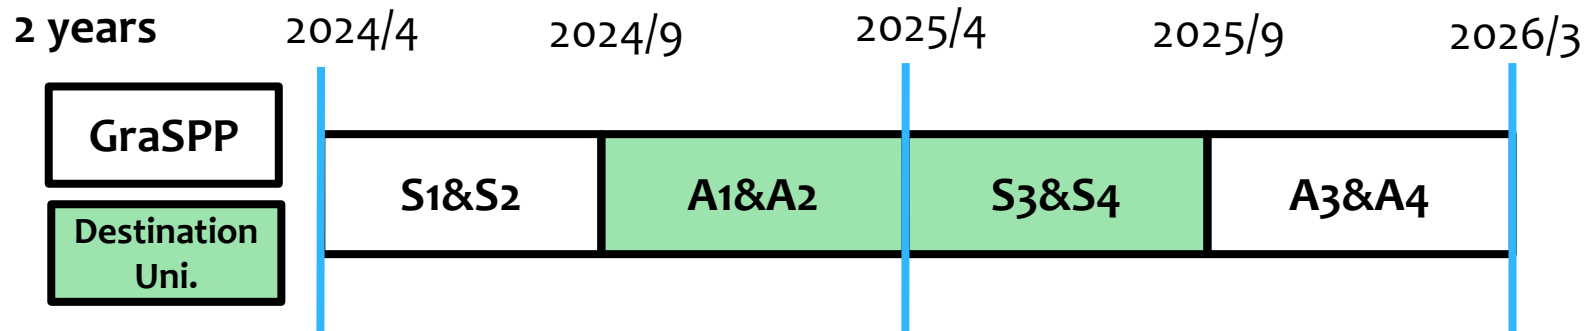 2 years 2024/4 2024/9 2025/4 2025/9 2026/3
GraSPP
S1&S2 A1&A2 S3&S4 A3&A4
Destination
Uni.